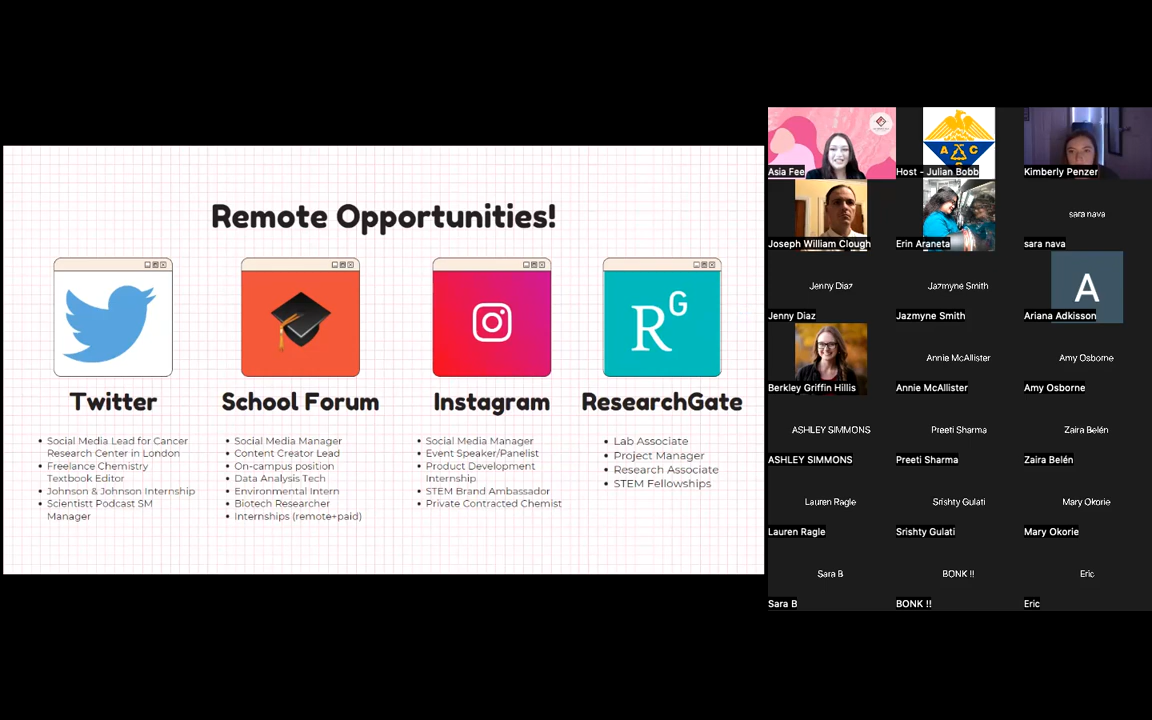 Remote Opportunities!
R G
Twitter
School Forum
Instagram
ResearchGate
• Social Media Lead for Cancer
Research Center in London
• Freelance Chemistry
Textbook Editor
• Johnson & Johnson Internship
• Scientistt Podcast SM
Manager
• Social Media Manager
• Content Creator Lead
• On-campus position
• Data Analysis Tech
• Environmental Intern
• Biotech Researcher
• Internships (remote+paid)
• Social Media Manager
• Event Speaker/Panelist
• Product Development
Internship
• STEM Brand Ambassador
• Private Contracted Chemist
• Lab Associate
• Project Manager
• Research Associate
• STEM Fellowships
Asia Fee
A C
Host - Julian Bobb
Kimberly Penzer
Joseph William Clough
Erin Araneta
sara nava
sara nava
Jenny Diaz
Jenny Diaz
Jazmyne Smith
Jazmyne Smith
A
Ariana Adkisson
Berkley Griffin Hillis
Annie McAllister
Annie McAllister
Amy Osborne
Amy Osborne
ASHLEY SIMMONS
ASHLEY SIMMONS
Preeti Sharma
Preeti Sharma
Zaira Belén
Zaira Belén
Lauren Ragle
Lauren Ragle
Srishty Gulati
Srishty Gulati
Mary Okorie
Mary Okorie
Sara B
Sara B
BONK !!
BONK !!
Eric
Eric